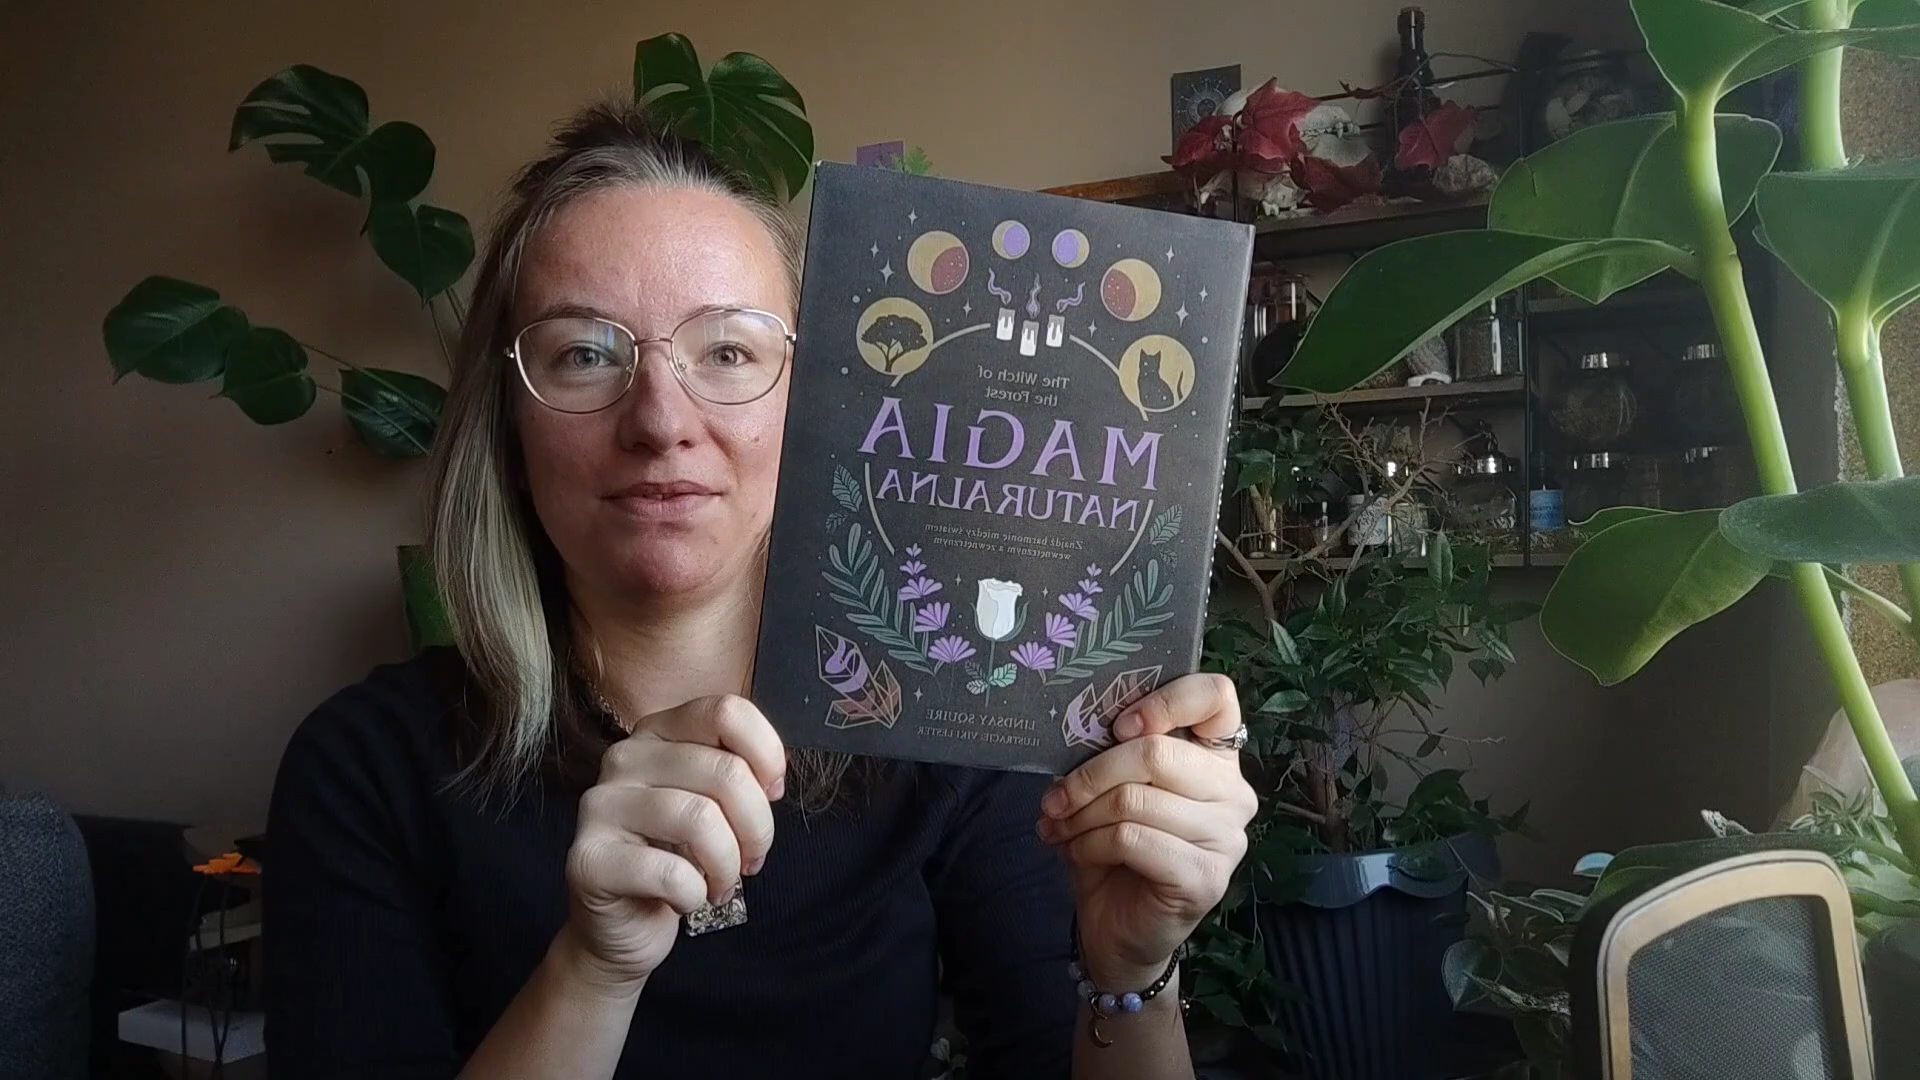 The Witch of
the Forest
MAGIA
NATURALNA
Znajdź harmonię między światem
wewnętrznym a zewnętrznym
LINDSAY SQUIRE
ILUSTRACJE: VIKI LESTER